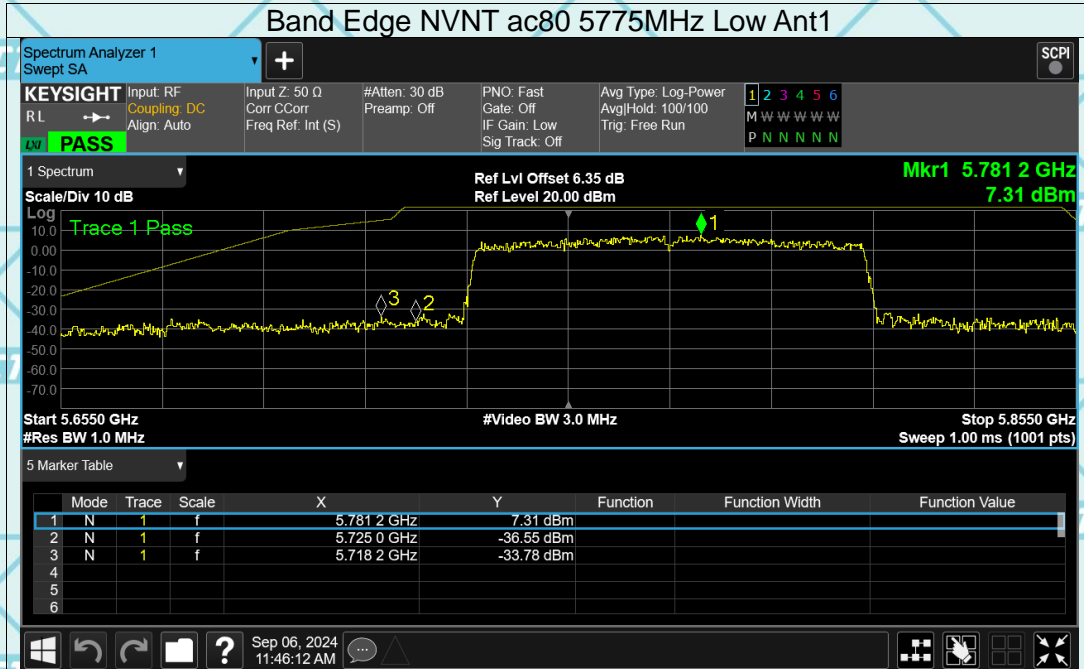 Band Edge NVNT ac80 5775MHz Low Ant1
Spectrum Analyzer 1
Swept SA
+
SCPI
KEYSIGHT
RL
LXI PASS
Input: RF
Coupling: DC
Align: Auto
Input Z: 50 Ω
Corr CCorr
Freq Ref: Int (S)
#Atten: 30 dB
Preamp: Off
PNO: Fast
Gate: Off
IF Gain: Low
Sig Track: Off
Avg Type: Log-Power
Avg|Hold: 100/100
Trig: Free Run
1 2 3 4 5 6
M W W W W W
P N N N N N
1 Spectrum
Scale/Div 10 dB
Ref Lvl Offset 6.35 dB
Ref Level 20.00 dBm
Mkr1 5.781 2 GHz
7.31 dBm
Log
Trace 1 Pass
10.0
0.00
-10.0
-20.0
-30.0
-40.0
-50.0
-60.0
-70.0
1
3
2
Start 5.6550 GHz
#Res BW 1.0 MHz
#Video BW 3.0 MHz
Stop 5.8550 GHz
Sweep 1.00 ms (1001 pts)
5 Marker Table
Mode Trace Scale X Y Function Function Width Function Value
1 N 1 f 5.781 2 GHz 7.31 dBm
2 N 1 f 5.725 0 GHz -36.55 dBm
3 N 1 f 5.718 2 GHz -33.78 dBm
4
5
6
?
Sep 06, 2024
11:46:12 AM